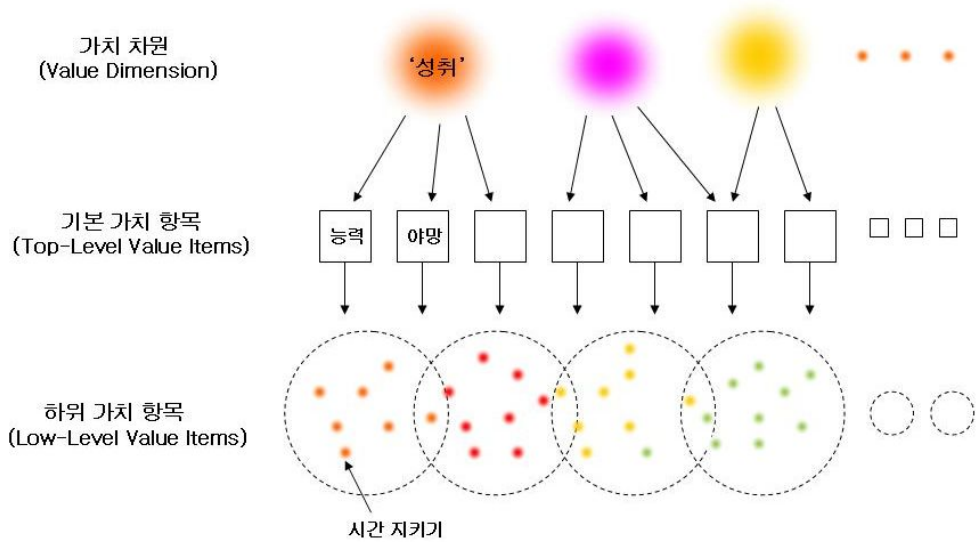 가치 차원
(Value Dimension)
‘성취’
기본 가치 항목
(Top-Level Value Items)
능력
야망
하위 가치 항목
(Low-Level Value Items)
시간 지키기